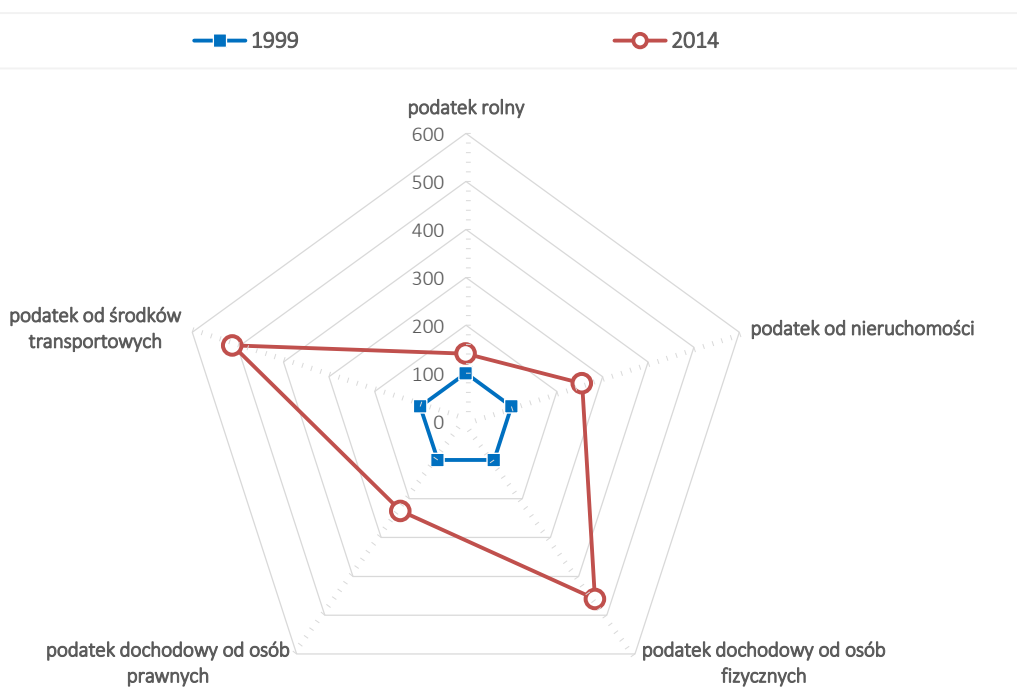 1999
2014
podatek rolny
600
500
400
300
200
100
0
podatek od środków
transportowych
podatek od nieruchomości
podatek dochodowy od osób
prawnych
podatek dochodowy od osób
fizycznych